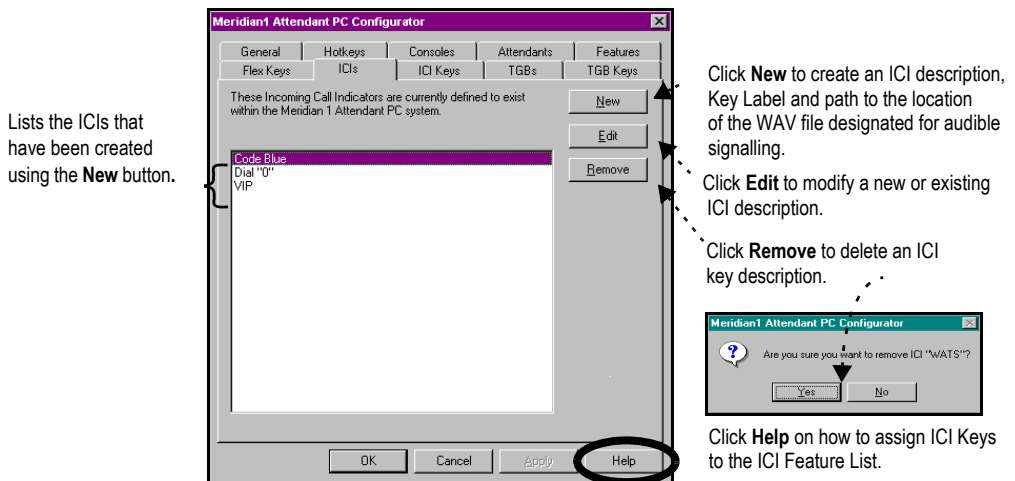 Meridian1 Attendant PC Configurator
General Hotkeys Consoles Attendants Features
Flex Keys ICIs ICI Keys TGBs TGB Keys
These Incoming Call Indicators are currently defined to exist
within the Meridian 1 Attendant PC system.
New
Edit
Remove
Code Blue
Dial "0"
VIP
OK Cancel Apply Help
Lists the ICIs that
have been created
using the New button.
Click New to create an ICI description,
Key Label and path to the location
of the WAV file designated for audible
signalling.
Click Edit to modify a new or existing
ICI description.
Click Remove to delete an ICI
key description.
Meridian1 Attendant PC Configurator
Are you sure you want to remove ICI "WATS"?
Yes No
Click Help on how to assign ICI Keys
to the ICI Feature List.